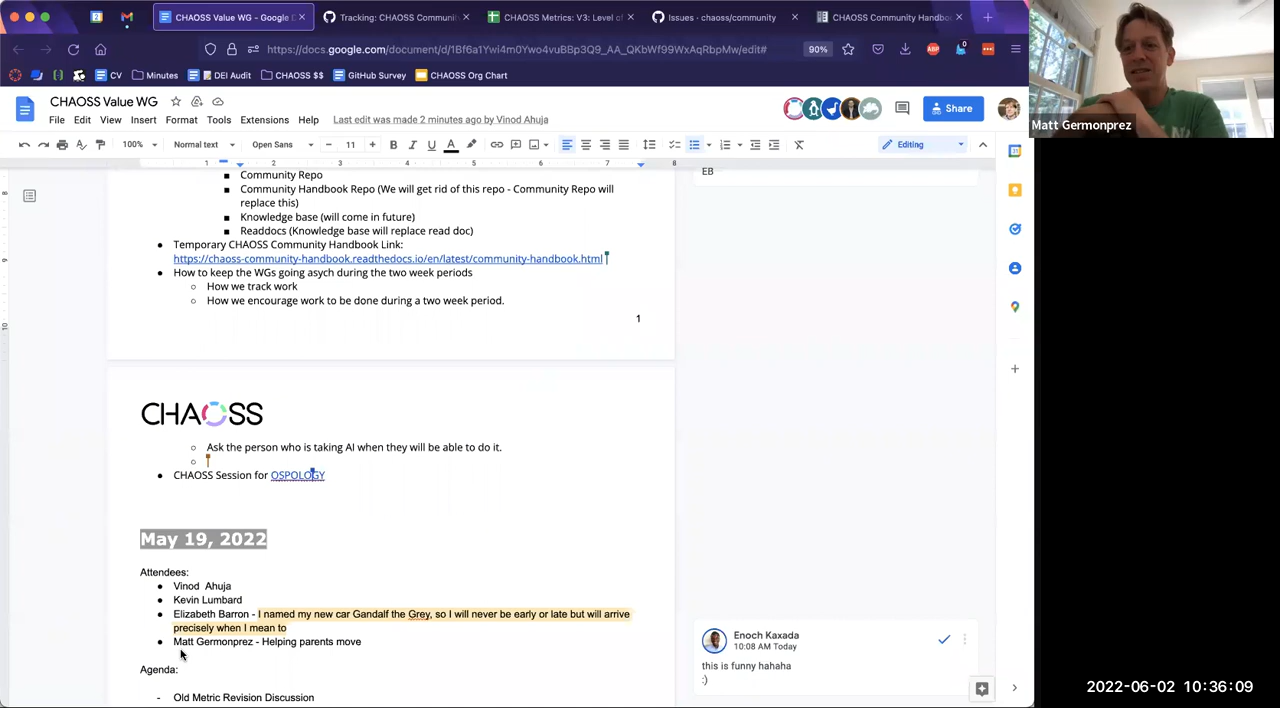 CHAOSS Value WG - Google D
Tracking: CHAOSS Communit
CHAOSS Metrics: V3: Level of
Issues · chaoss/community
CHAOSS Community Handbo
https://docs.google.com/document/d/1Bf6a1Ywi4m0Ywo4vuBBp3Q9_AA_QKbWf99WxAqRbpMw/edit#
90%
ABP
0
CV
Minutes
DEI Audit
CHAOSS $$
GitHub Survey
CHAOSS Org Chart
CHAOSS Value WG
File Edit View Insert Format Tools Extensions Help Last edit was made 2 minutes ago by Vinod Ahuja
Share
100% Normal text Open Sans 11 B I U A Editing
1 2 3 4 5 6 7 8
Community Repo
Community Handbook Repo (We will get rid of this repo - Community Repo will
replace this)
Knowledge base (will come in future)
Readdocs (Knowledge base will replace read doc)
Temporary CHAOSS Community Handbook Link:
https://chaoss-community-handbook.readthedocs.io/en/latest/community-handbook.html
How to keep the WGs going asych during the two week periods
How we track work
How we encourage work to be done during a two week period.
1
CHAOSS
Ask the person who is taking AI when they will be able to do it.
CHAOSS Session for OSPOLOGY
May 19, 2022
Attendees:
Vinod Ahuja
Kevin Lumbard
Elizabeth Barron - I named my new car Gandalf the Grey, so I will never be early or late but will arrive
precisely when I mean to
Matt Germonprez - Helping parents move
Agenda:
- Old Metric Revision Discussion
EB
Enoch Kaxada
10:08 AM Today
this is funny hahaha
:)
Matt Germonprez
2022-06-02 10:36:09